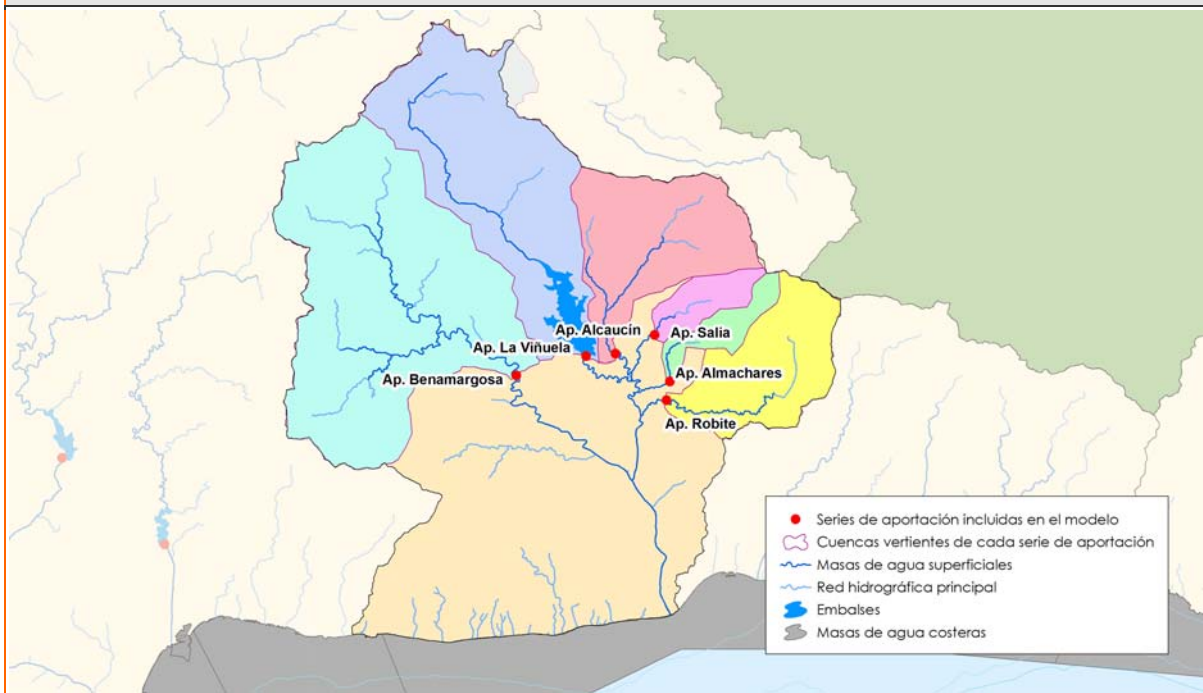 Ap. Alcaucín
Ap. Salia
Ap. La Viñuela
Ap. Almachares
Ap. Benamargosa
Ap. Robite
Series de aportación incluidas en el modelo
Cuencas vertientes de cada serie de aportación
Masas de agua superficiales
Red hidrográfica principal
Embalses
Masas de agua costeras